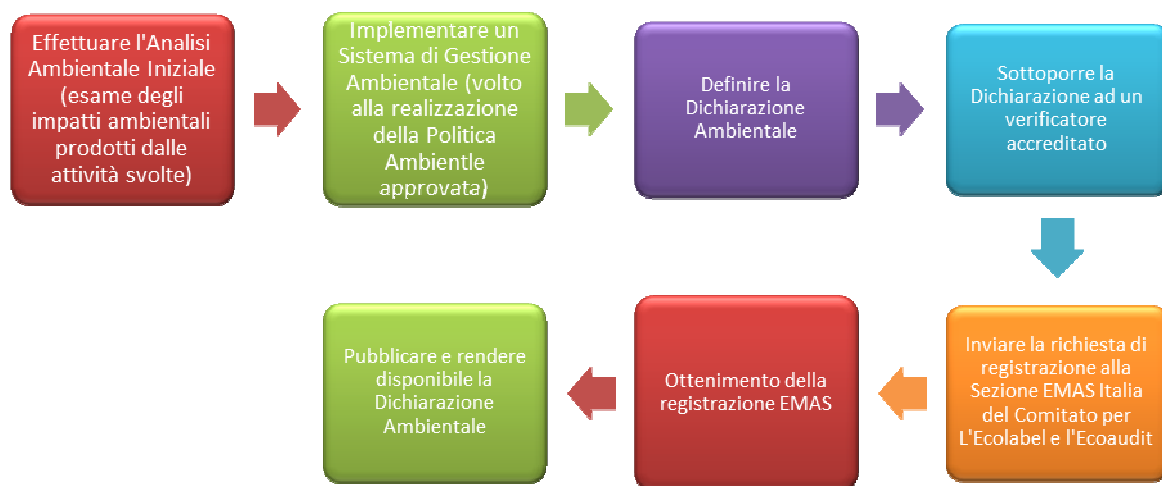 Effettuare l'Analisi
Ambientale Iniziale
(esame degli
impatti ambientali
prodotti dalle
attività svolte)
Implementare un
Sistema di Gestione
Ambientale (volto
alla realizzazione
della Politica
Ambientle
approvata)
Definire la
Dichiarazione
Ambientale
Sottoporre la
Dichiarazione ad un
verificatore
accreditato
Inviare la richiesta di
registrazione alla
Sezione EMAS Italia
del Comitato per
L'Ecolabel e l'Ecoaudit
Ottenimento della
registrazione EMAS
Pubblicare e rendere
disponibile la
Dichiarazione
Ambientale